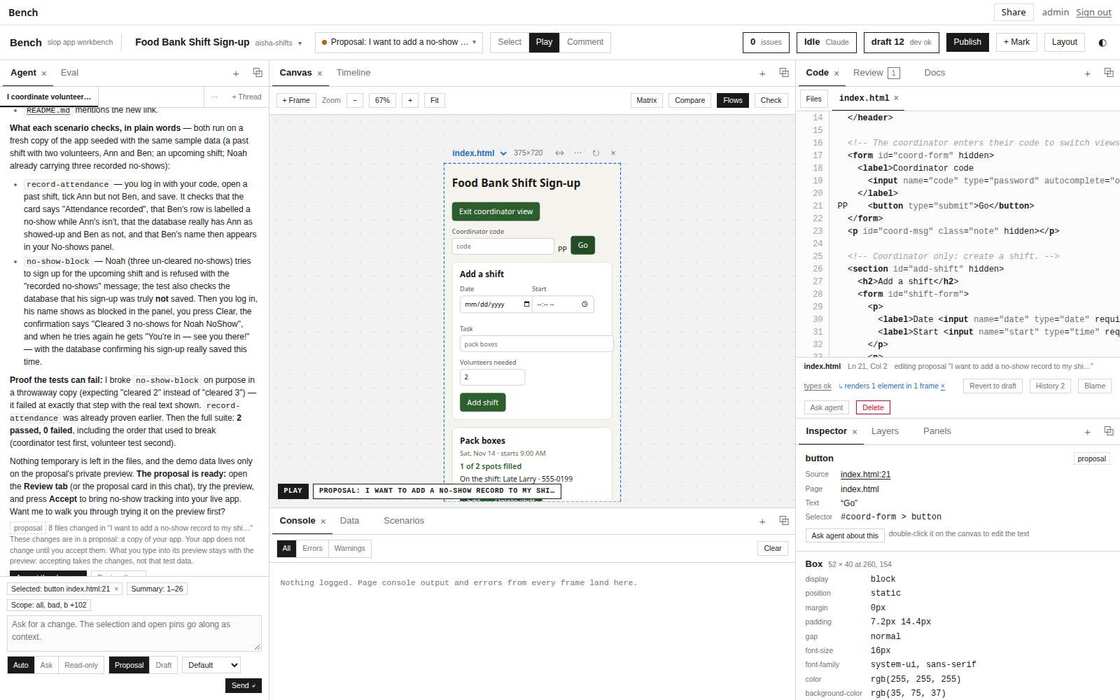 Bench
Share admin Sign out
Bench slop app workbench Food Bank Shift Sign-up aisha-shifts Proposal: I want to add a no-show … Select Play Comment 0 issues Idle Claude draft 12 dev ok Publish + Mark Layout
Agent × Eval
I coordinate volunteer… ··· + Thread
README.md mentions the new link.
What each scenario checks, in plain words — both run on a
fresh copy of the app seeded with the same sample data (a past
shift with two volunteers, Ann and Ben; an upcoming shift; Noah
already carrying three recorded no-shows):
• record-attendance — you log in with your code, open a
past shift, tick Ann but not Ben, and save. It checks that the
card says "Attendance recorded", that Ben's row is labelled a
no-show while Ann's isn't, that the database really has Ann as
showed-up and Ben as not, and that Ben's name then appears
in your No-shows panel.
• no-show-block — Noah (three un-cleared no-shows) tries
to sign up for the upcoming shift and is refused with the
"recorded no-shows" message; the test also checks the
database that his sign-up was truly not saved. Then you log in,
his name shows as blocked in the panel, you press Clear, the
confirmation says "Cleared 3 no-shows for Noah NoShow",
and when he tries again he gets "You're in — see you there!"
— with the database confirming his sign-up really saved this
time.
Proof the tests can fail: I broke no-show-block on purpose in
a throwaway copy (expecting "cleared 2" instead of "cleared 3") —
it failed at exactly that step with the real text shown. record-
attendance was already proven earlier. Then the full suite: 2
passed, 0 failed, including the order that used to break
(coordinator test first, volunteer test second).
Nothing temporary is left in the files, and the demo data lives only
on the proposal's private preview. The proposal is ready: open
the Review tab (or the proposal card in this chat), try the preview,
and press Accept to bring no-show tracking into your live app.
Want me to walk you through trying it on the preview first?
proposal 8 files changed in "I want to add a no-show record to my shi…"
These changes are in a proposal: a copy of your app. Your app does not
change until you accept them. What you type into its preview stays with the
preview: accepting takes the changes, not that test data.
Selected: button index.html:21 × Summary: 1–26
Scope: all, bad, b +102
Ask for a change. The selection and open pins go along as
context.
Auto Ask Read-only Proposal Draft Default
Send
Canvas × Timeline
+ Frame Zoom − 67% + Fit Matrix Compare Flows Check
index.html 375×720 ··· ×
Food Bank Shift Sign-up
Exit coordinator view
Coordinator code
code PP Go
Add a shift
Date Start
mm/dd/yyyy --:-- --
Task
pack boxes
Volunteers needed
2
Add shift
Pack boxes
Sat, Nov 14 · starts 9:00 AM
1 of 2 spots filled
On the shift: Late Larry · 555-0199
PLAY PROPOSAL: I WANT TO ADD A NO-SHOW RECORD TO MY SHI…
Console × Data Scenarios
All Errors Warnings Clear
Nothing logged. Page console output and errors from every frame land here.
Code × Review 1 Docs
Files index.html ×
14 </header>
15
16 <!-- The coordinator enters their code to switch views
17 <form id="coord-form" hidden>
18 <label>Coordinator code
19 <input name="code" type="password" autocomplete="o
20 </label>
21 PP <button type="submit">Go</button>
22 </form>
23 <p id="coord-msg" class="note" hidden></p>
24
25 <!-- Coordinator only: create a shift. -->
26 <section id="add-shift" hidden>
27 <h2>Add a shift</h2>
28 <form id="shift-form">
29 <p>
30 <label>Date <input name="date" type="date" requi
31 <label>Start <input name="start" type="time" req
32 </p>
33 <p>
index.html Ln 21, Col 2 editing proposal "I want to add a no-show record to my shi…"
types ok renders 1 element in 1 frame × Revert to draft History 2 Blame
Ask agent Delete
Inspector × Layers Panels
button proposal
Source index.html:21
Page index.html
Text "Go"
Selector #coord-form > button
Ask agent about this double-click it on the canvas to edit the text
Box 52 × 40 at 260, 154
display block
position static
margin 0px
padding 7.2px 14.4px
gap normal
font-size 16px
font-family system-ui, sans-serif
color rgb(255, 255, 255)
background-color rgb(35, 75, 37)